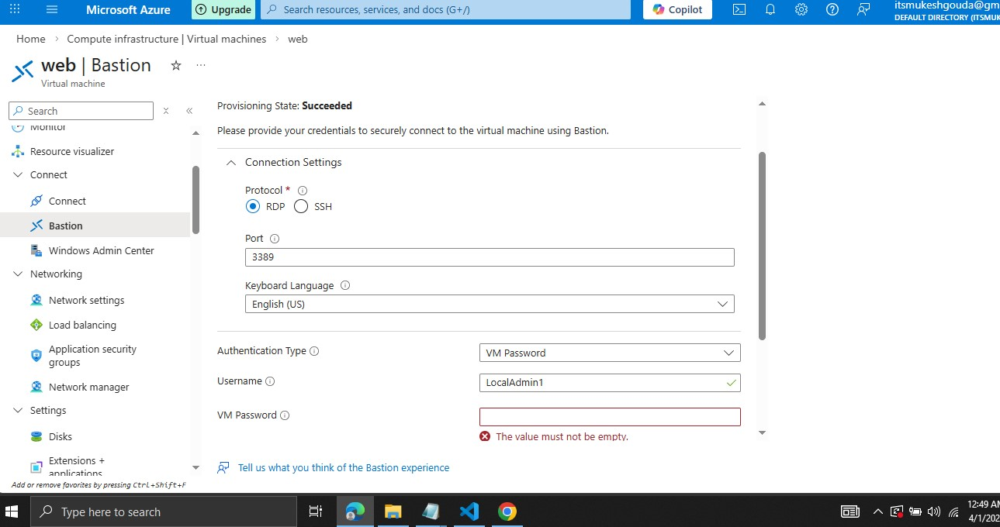 Microsoft Azure
Upgrade
Search resources, services, and docs (G+/)
Copilot
itsmukeshgouda@gm
DEFAULT DIRECTORY (ITSMUK
Home > Compute infrastructure | Virtual machines > web
web | Bastion
Virtual machine
Search
Monitor
Resource visualizer
Connect
Connect
Bastion
Windows Admin Center
Networking
Network settings
Load balancing
Application security
groups
Network manager
Settings
Disks
Extensions +
applications
Add or remove favorites by pressing Ctrl+Shift+F
Provisioning State: Succeeded
Please provide your credentials to securely connect to the virtual machine using Bastion.
Connection Settings
Protocol *
RDP
SSH
Port
3389
Keyboard Language
English (US)
Authentication Type
VM Password
Username
LocalAdmin1
VM Password
The value must not be empty.
Tell us what you think of the Bastion experience
Type here to search
12:49 AM
4/1/202